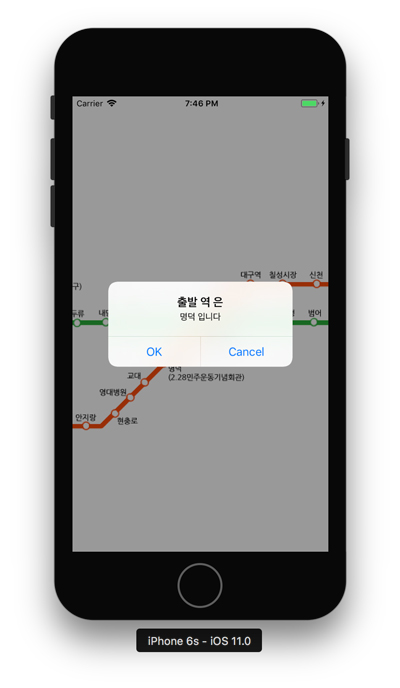 Carrier 7:46 PM
대구역 칠성시장 신천
구)
출발 역 은
명덕 입니다
두류 범어
OK Cancel
명덕
(2.28민주운동기념회관)
교대
영대병원
안지랑
현충로
iPhone 6s - iOS 11.0